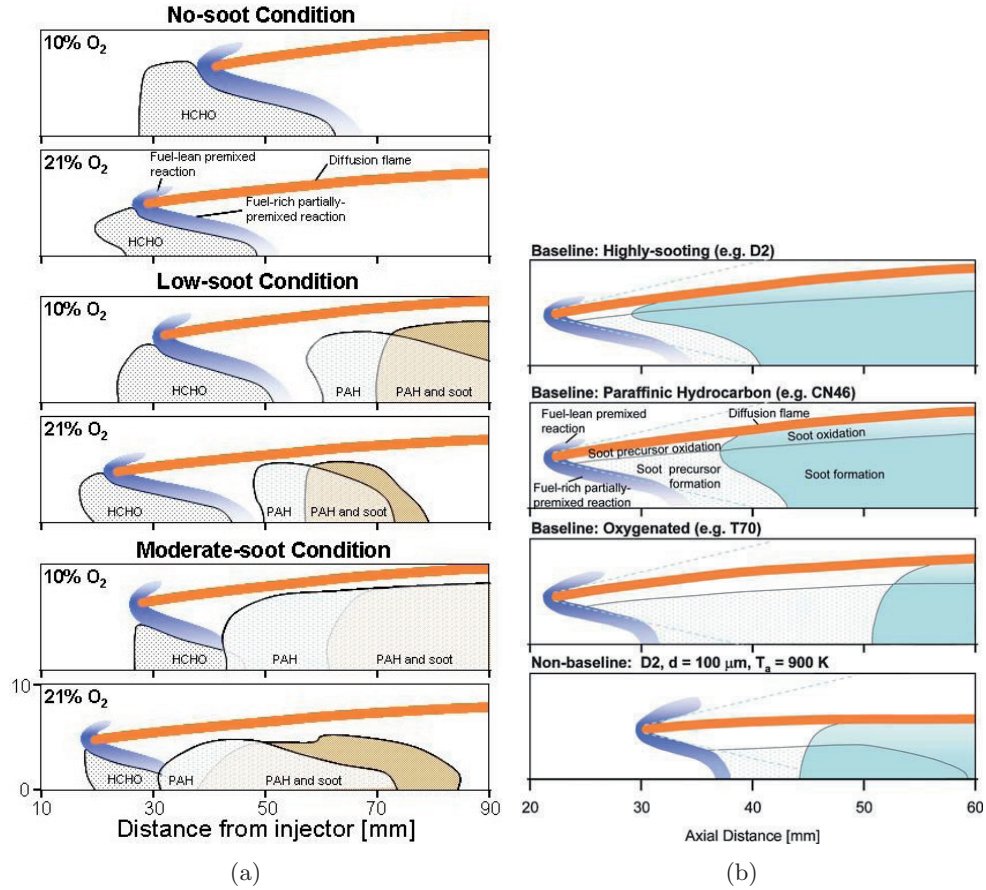 No-soot Condition
10% O₂
HCHO
21% O₂
Fuel-lean premixed
reaction
Diffusion flame
Fuel-rich partially-
premixed reaction
HCHO
Low-soot Condition
10% O₂
HCHO
PAH
PAH and soot
21% O₂
HCHO
PAH
PAH and soot
Moderate-soot Condition
10% O₂
HCHO
PAH
PAH and soot
10
21% O₂
HCHO
PAH
PAH and soot
0
10 30 50 70 90
Distance from injector [mm]
(a)
Baseline: Highly-sooting (e.g. D2)
Baseline: Paraffinic Hydrocarbon (e.g. CN46)
Fuel-lean premixed
reaction
Diffusion flame
Soot oxidation
Soot precursor oxidation
Soot precursor
formation
Soot formation
Fuel-rich partially-
premixed reaction
Baseline: Oxygenated (e.g. T70)
Non-baseline: D2, d = 100 μm, Tₐ = 900 K
20 30 40 50 60
Axial Distance [mm]
(b)